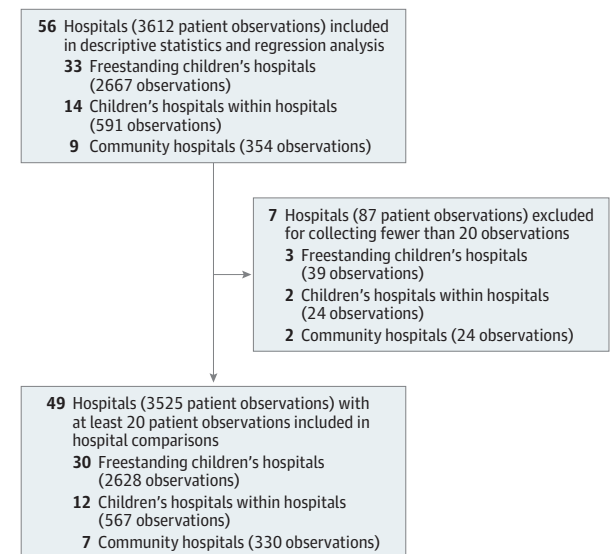 56 Hospitals (3612 patient observations) included
in descriptive statistics and regression analysis
33 Freestanding children's hospitals
(2667 observations)
14 Children's hospitals within hospitals
(591 observations)
9 Community hospitals (354 observations)
7 Hospitals (87 patient observations) excluded
for collecting fewer than 20 observations
3 Freestanding children's hospitals
(39 observations)
2 Children's hospitals within hospitals
(24 observations)
2 Community hospitals (24 observations)
49 Hospitals (3525 patient observations) with
at least 20 patient observations included in
hospital comparisons
30 Freestanding children's hospitals
(2628 observations)
12 Children's hospitals within hospitals
(567 observations)
7 Community hospitals (330 observations)